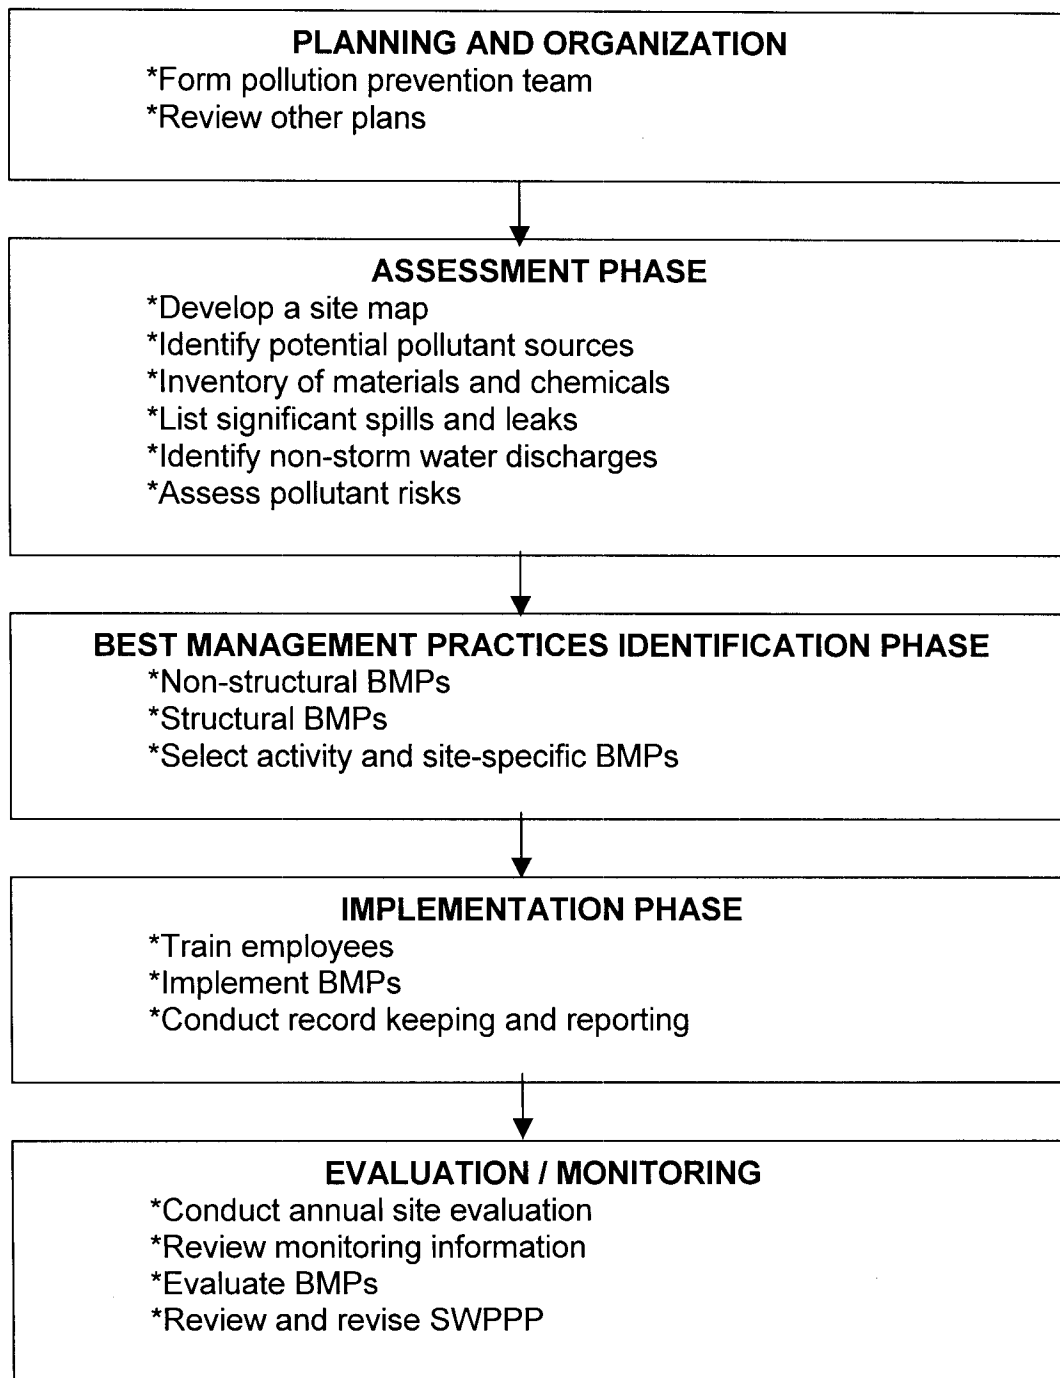 PLANNING AND ORGANIZATION
*Form pollution prevention team
*Review other plans
ASSESSMENT PHASE
*Develop a site map
*Identify potential pollutant sources
*Inventory of materials and chemicals
*List significant spills and leaks
*Identify non-storm water discharges
*Assess pollutant risks
BEST MANAGEMENT PRACTICES IDENTIFICATION PHASE
*Non-structural BMPs
*Structural BMPs
*Select activity and site-specific BMPs
IMPLEMENTATION PHASE
*Train employees
*Implement BMPs
*Conduct record keeping and reporting
EVALUATION / MONITORING
*Conduct annual site evaluation
*Review monitoring information
*Evaluate BMPs
*Review and revise SWPPP